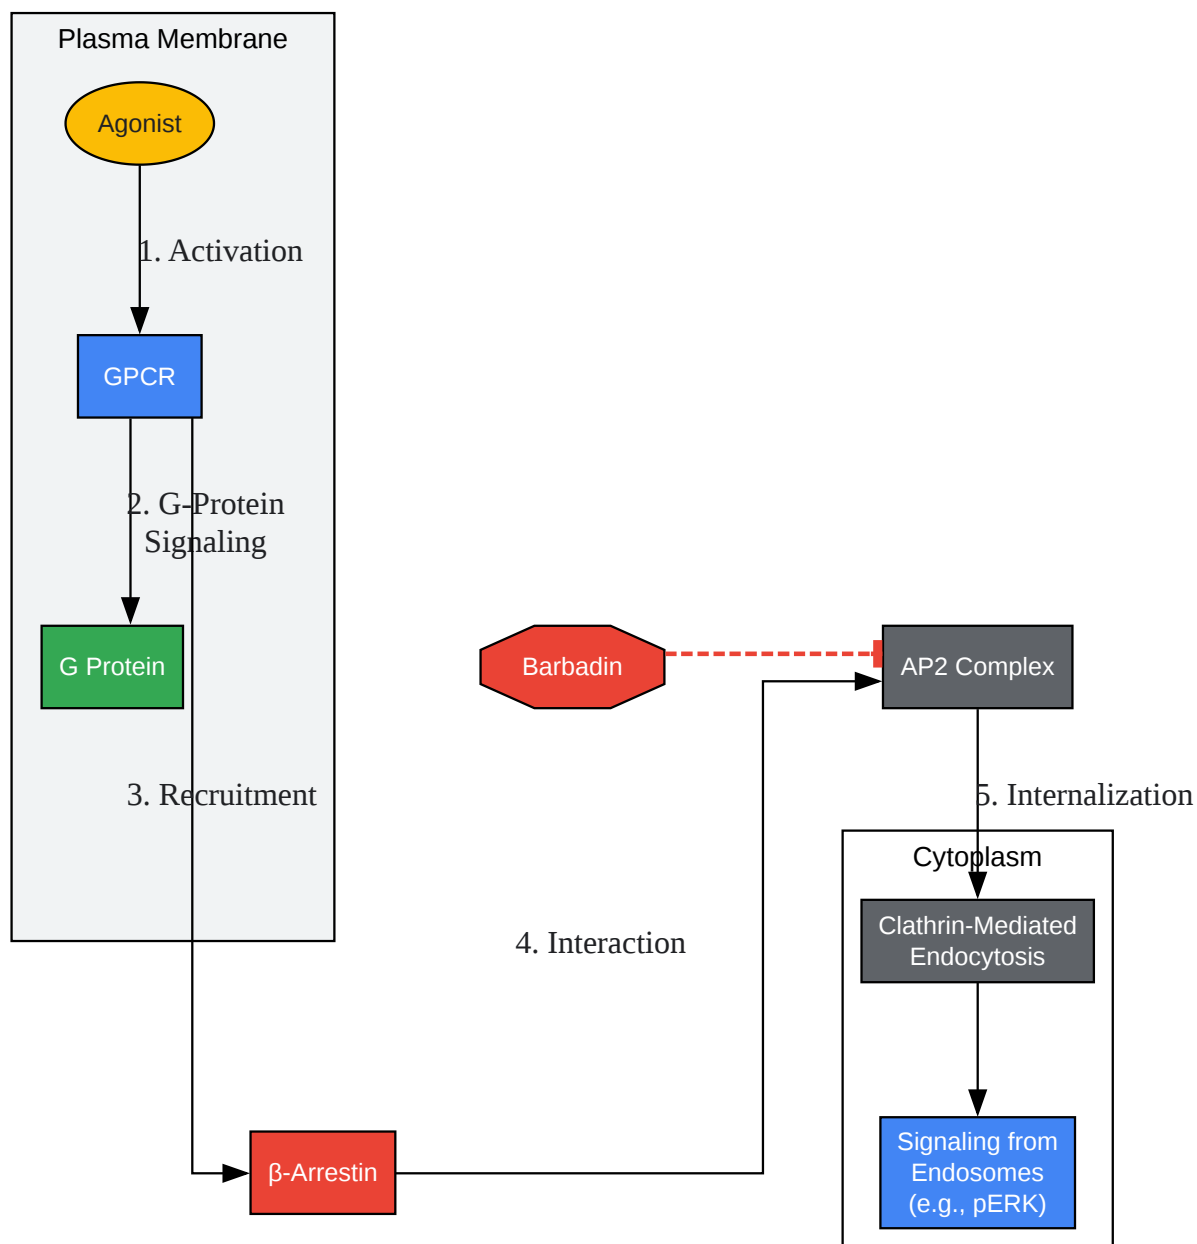 Plasma Membrane
Agonist
1. Activation
GPCR
2. G-Protein
Signaling
G Protein
Barbadin
AP2 Complex
3. Recruitment
5. Internalization
Cytoplasm
Clathrin-Mediated
Endocytosis
4. Interaction
β-Arrestin
Signaling from
Endosomes
(e.g., pERK)